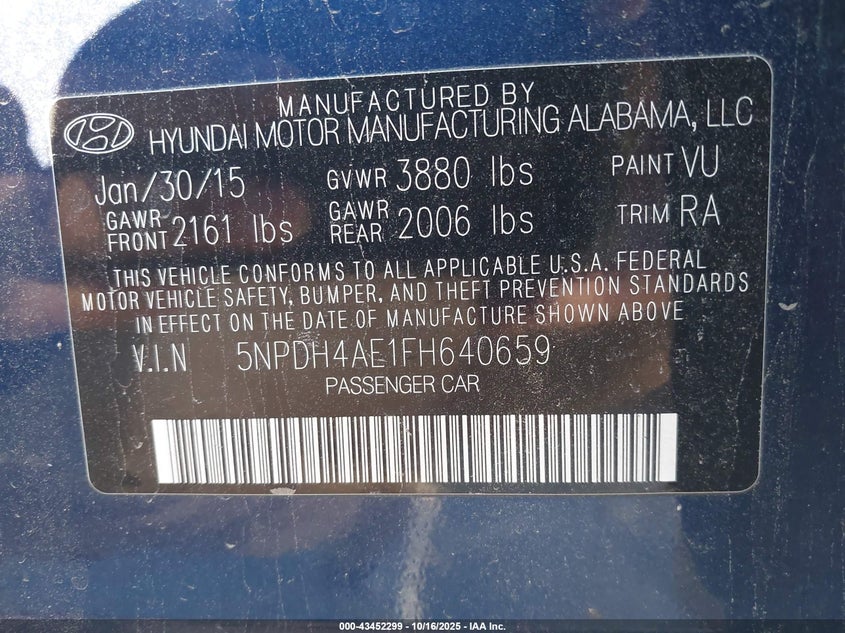 MANUFACTURED BY
HYUNDAI MOTOR MANUFACTURING ALABAMA, LLC
Jan/30/15 GVWR 3880 lbs PAINT VU
GAWR FRONT 2161 lbs GAWR REAR 2006 lbs TRIM RA
THIS VEHICLE CONFORMS TO ALL APPLICABLE U.S.A. FEDERAL
MOTOR VEHICLE SAFETY, BUMPER, AND THEFT PREVENTION STANDARDS
IN EFFECT ON THE DATE OF MANUFACTURE SHOWN ABOVE
V.I.N 5NPDH4AE1FH640659
PASSENGER CAR
000-43452299 - 10/16/2025 - IAA Inc.